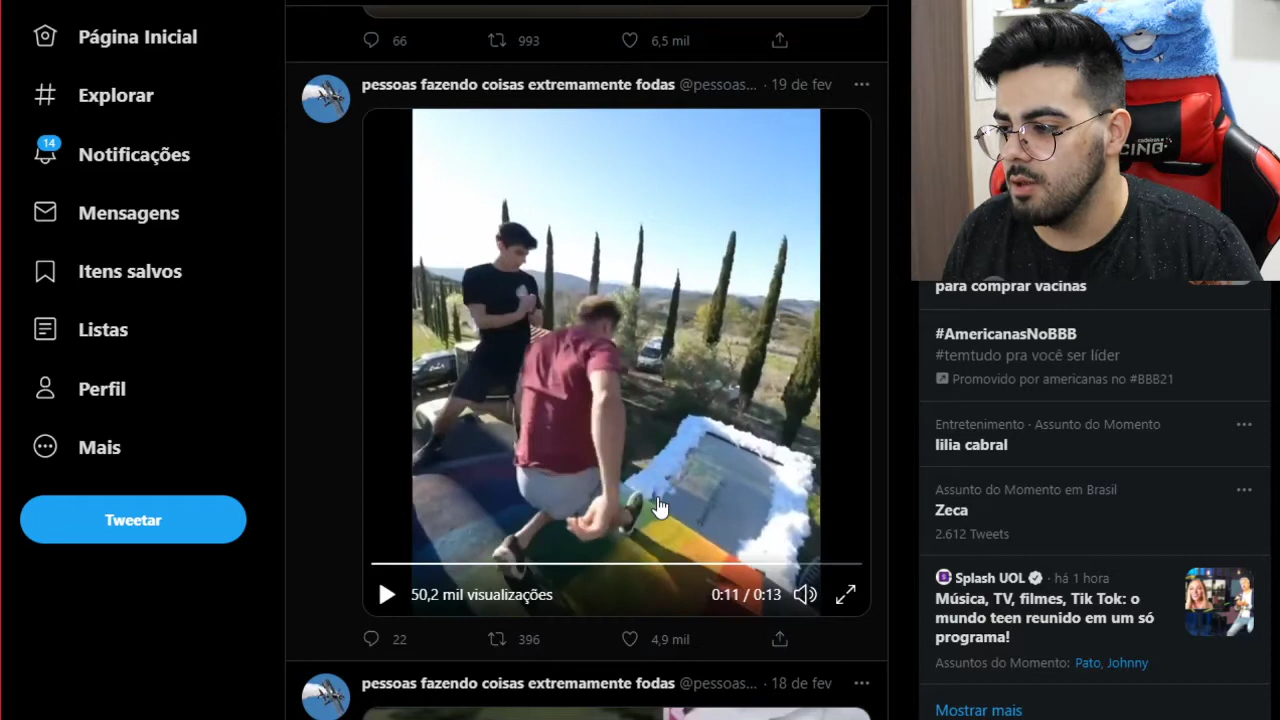 Página Inicial
Explorar
14
Notificações
Mensagens
Itens salvos
Listas
Perfil
Mais
Tweetar
66
993
6,5 mil
pessoas fazendo coisas extremamente fodas @pessoas... · 19 de fev
50,2 mil visualizações
0:11 / 0:13
22
396
4,9 mil
pessoas fazendo coisas extremamente fodas @pessoas... · 18 de fev
para comprar vacinas
#AmericanasNoBBB
#temtudo pra você ser líder
Promovido por americanas no #BBB21
Entretenimento · Assunto do Momento
lilia cabral
Assunto do Momento em Brasil
Zeca
2.612 Tweets
Splash UOL · há 1 hora
Música, TV, filmes, Tik Tok: o
mundo teen reunido em um só
programa!
Assuntos do Momento: Pato, Johnny
Mostrar mais